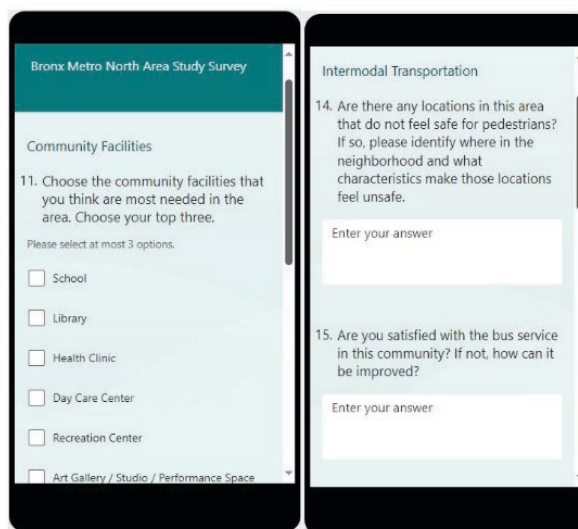 Bronx Metro North Area Study Survey
Community Facilities
11. Choose the community facilities that
you think are most needed in the
area. Choose your top three.
Please select at most 3 options.
School
Library
Health Clinic
Day Care Center
Recreation Center
Art Gallery / Studio / Performance Space
Intermodal Transportation
14. Are there any locations in this area
that do not feel safe for pedestrians?
If so, please identify where in the
neighborhood and what
characteristics make those locations
feel unsafe.
Enter your answer
15. Are you satisfied with the bus service
in this community? If not, how can it
be improved?
Enter your answer